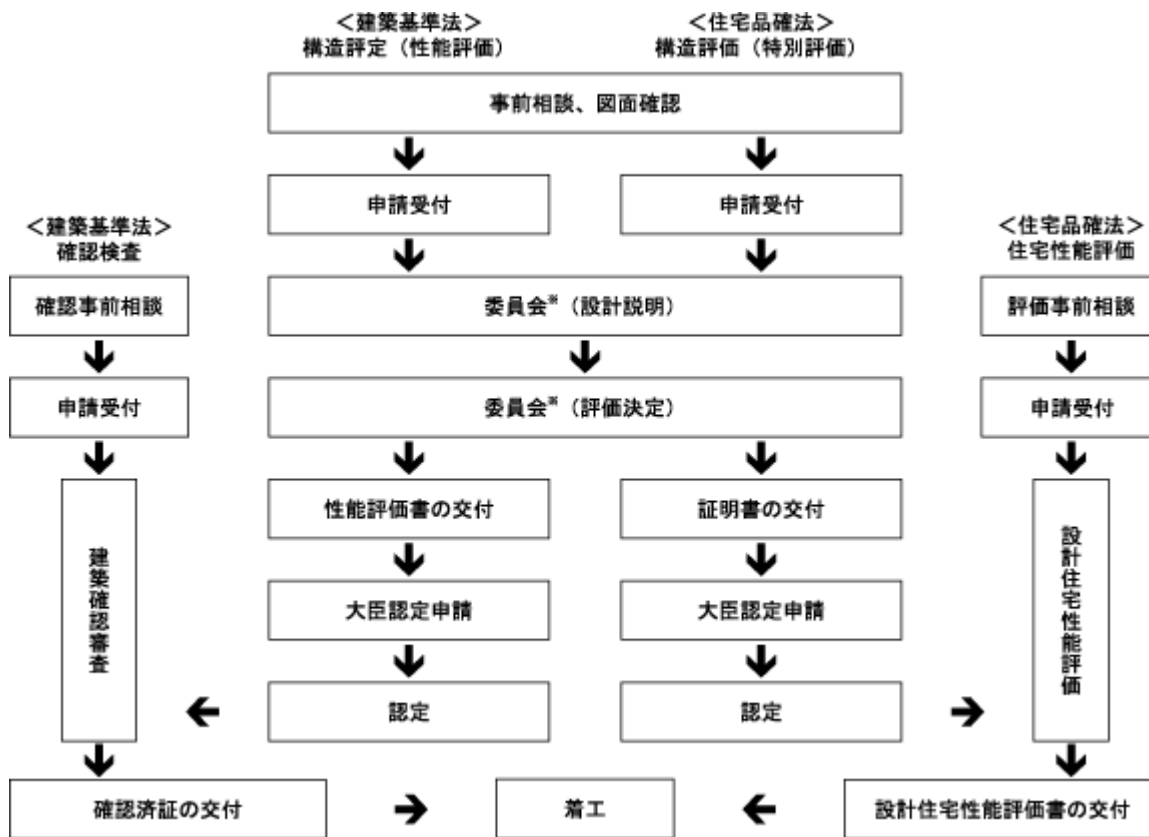 ＜建築基準法＞
構造評定（性能評価）
＜住宅品確法＞
構造評価（特別評価）
事前相談、図面確認
申請受付
申請受付
＜建築基準法＞
確認検査
＜住宅品確法＞
住宅性能評価
確認事前相談
委員会※（設計説明）
評価事前相談
申請受付
委員会※（評価決定）
申請受付
性能評価書の交付
証明書の交付
建築確認審査
大臣認定申請
大臣認定申請
設計住宅性能評価
認定
認定
確認済証の交付
着工
設計住宅性能評価書の交付